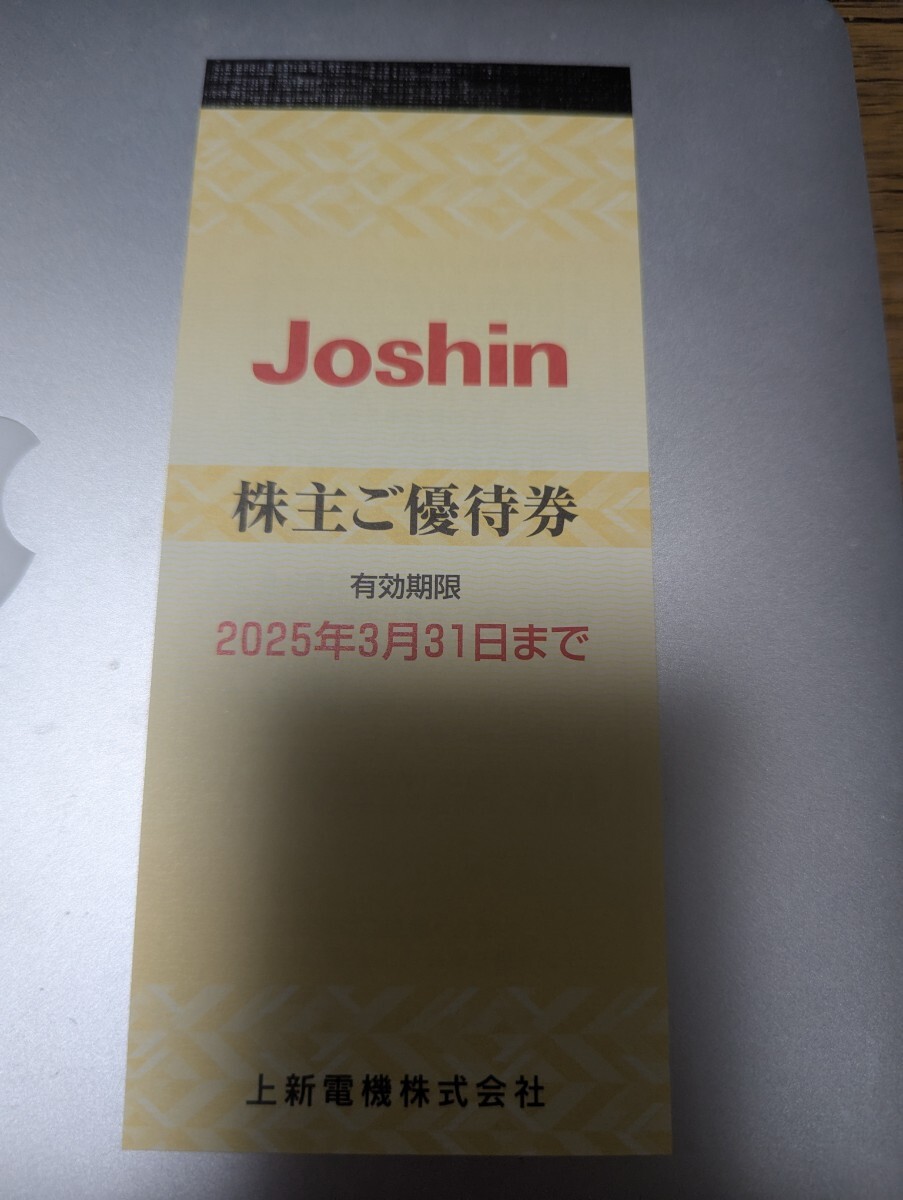 Joshin
株主ご優待券
有効期限
2025年3月31日まで
上新電機株式会社